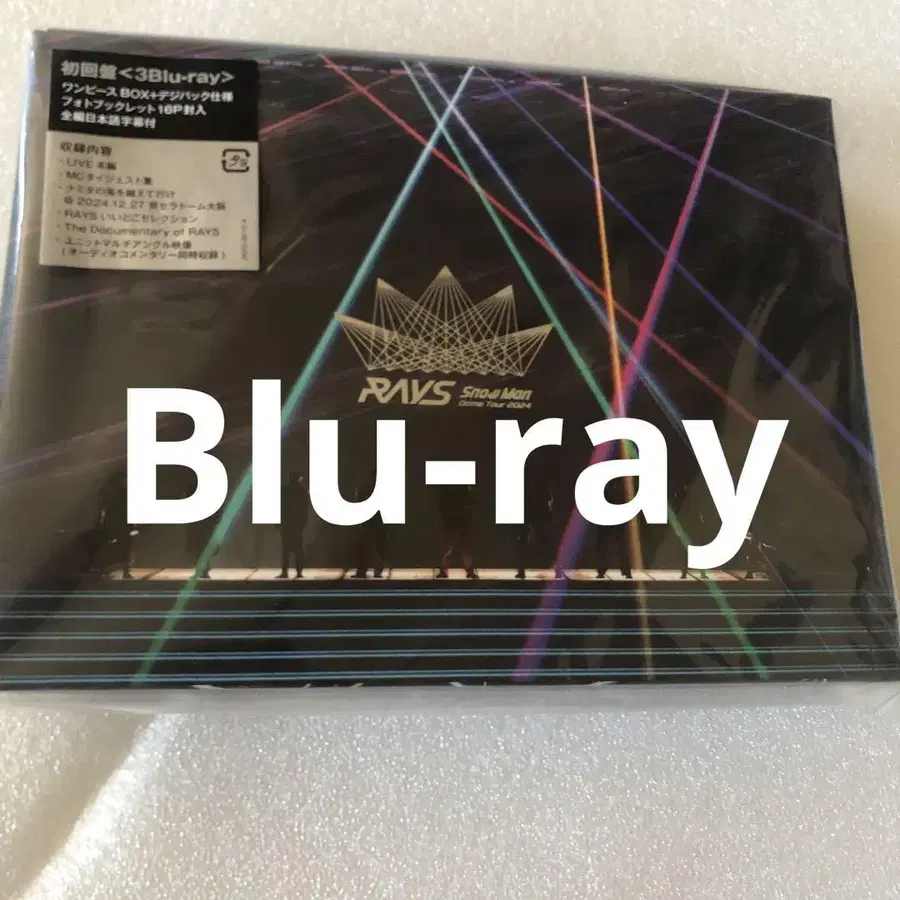 初回盤<3Blu-ray>
ワンピースBOX+デジパック仕様
フォトブックレット16P封入
全編日本語字幕付
収録内容
・LIVE 本編
・MCダイジェスト集
・ナミダの海を越えて行け
@ 2024.12.27 京セラドーム大阪
・RAYS いいとこセレクション
・The Documentary of RAYS
・ユニットマルチアングル映像
(オーディオコメンタリー同時収録)
RAYS Snow Man
Dome Tour 2024
Blu-ray